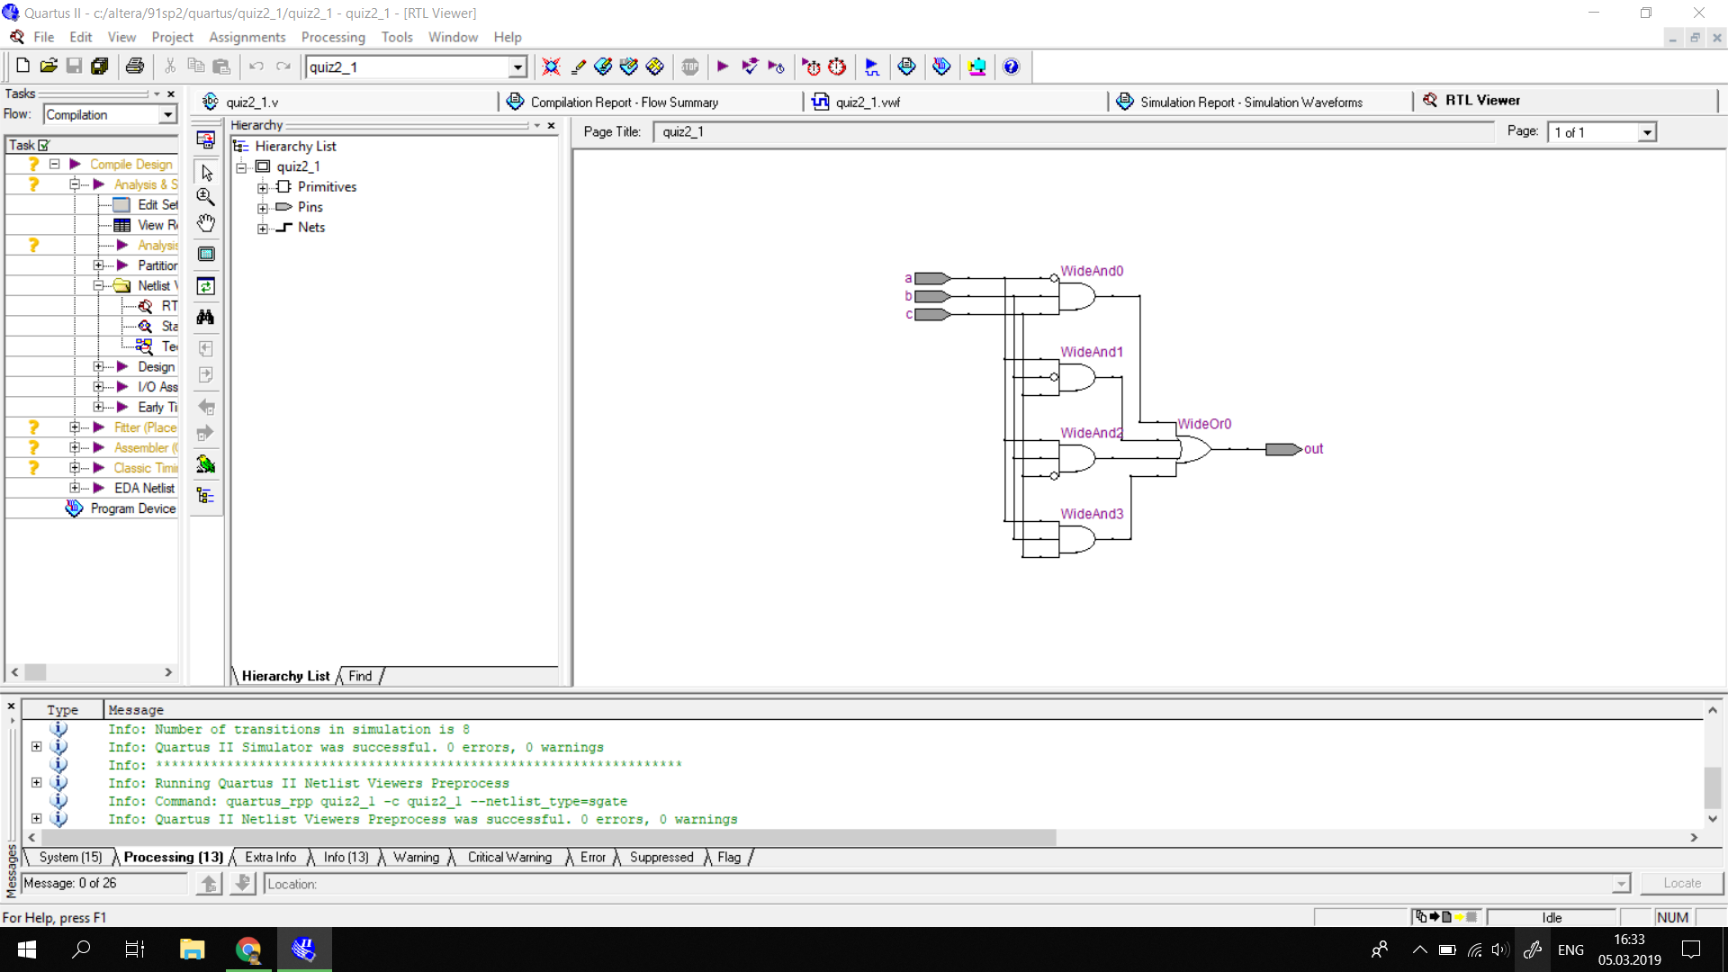 Quartus II - c:/altera/91sp2/quartus/quiz2_1/quiz2_1 - quiz2_1 - [RTL Viewer]
File Edit View Project Assignments Processing Tools Window Help
quiz2_1
STOP
Tasks
Flow: Compilation
Task
Compile Design
Analysis & S
Edit Set
View Re
Analysis
Partition
Netlist V
RT
Sta
Te
Design
I/O Ass
Early Ti
Fitter (Place
Assembler (
Classic Timi
EDA Netlist
Program Device
quiz2_1.v
Compilation Report - Flow Summary
quiz2_1.vwf
Simulation Report - Simulation Waveforms
RTL Viewer
Hierarchy
Hierarchy List
quiz2_1
Primitives
Pins
Nets
Hierarchy List Find
Page Title: quiz2_1
Page: 1 of 1
a
b
c
WideAnd0
WideAnd1
WideAnd2
WideAnd3
WideOr0
out
Type Message
Info: Number of transitions in simulation is 8
Info: Quartus II Simulator was successful. 0 errors, 0 warnings
Info: *******************************************************************
Info: Running Quartus II Netlist Viewers Preprocess
Info: Command: quartus_rpp quiz2_1 -c quiz2_1 --netlist_type=sgate
Info: Quartus II Netlist Viewers Preprocess was successful. 0 errors, 0 warnings
System (15) Processing (13) Extra Info Info (13) Warning Critical Warning Error Suppressed Flag
Messages
Message: 0 of 26
Location:
Locate
For Help, press F1
Idle
NUM
ENG
16:33
05.03.2019